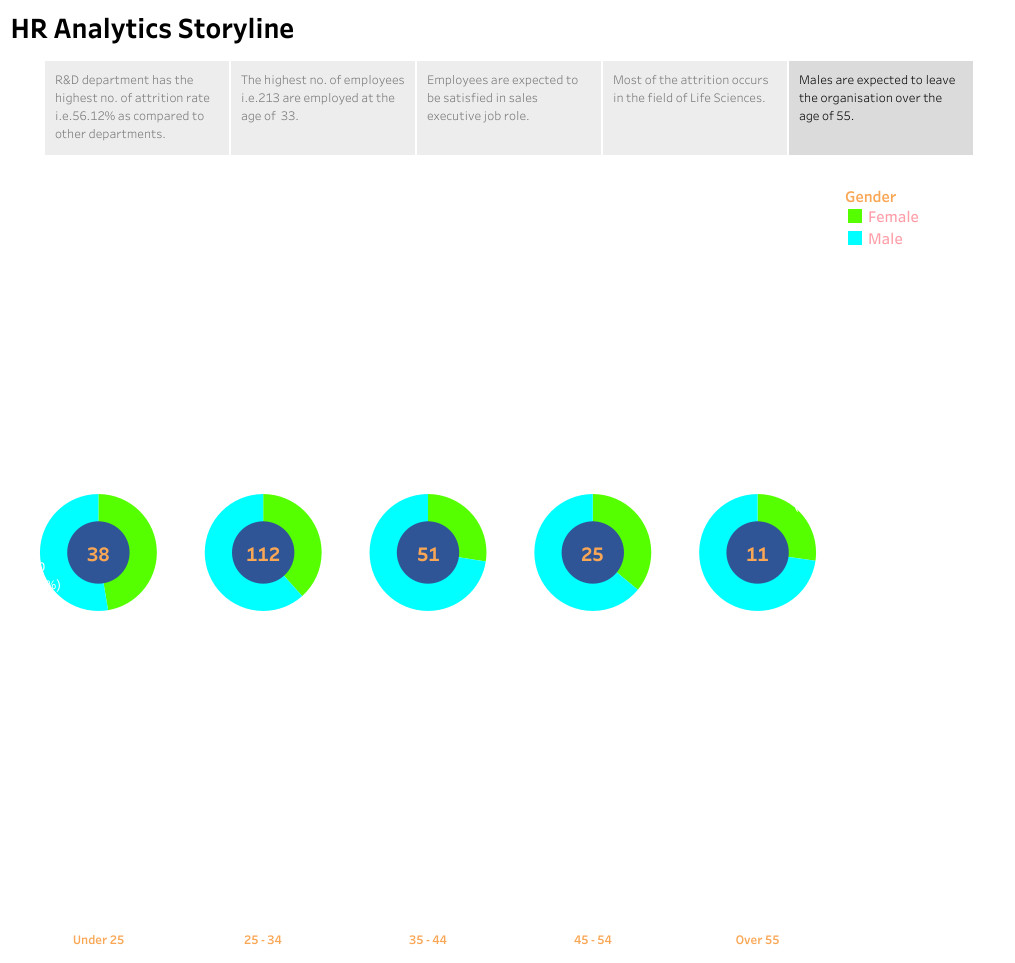 HR Analytics Storyline
R&D department has the
highest no. of attrition rate
i.e.56.12% as compared to
other departments.
The highest no. of employees
i.e.213 are employed at the
age of  33.
Employees are expected to
be satisfied in sales
executive job role.
Most of the attrition occurs
in the field of Life Sciences.
Males are expected to leave
the organisation over the
age of 55.
Gender
Female
Male
38
112
51
25
11
%)
Under 25
25 - 34
35 - 44
45 - 54
Over 55